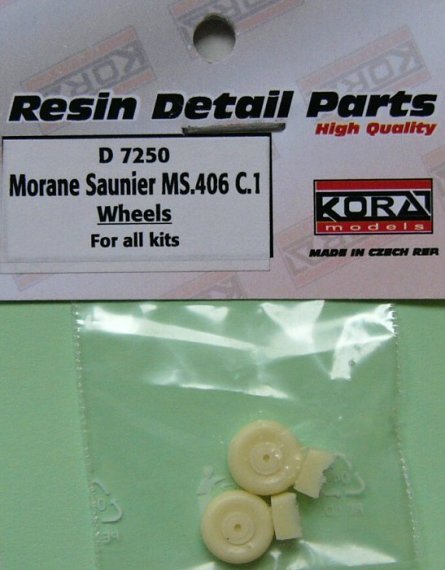 Resin Detail Parts
High Quality
D 7250
Morane Saunier MS.406 C.1
Wheels
For all kits
KORA
models
MADE IN CZECH REP.